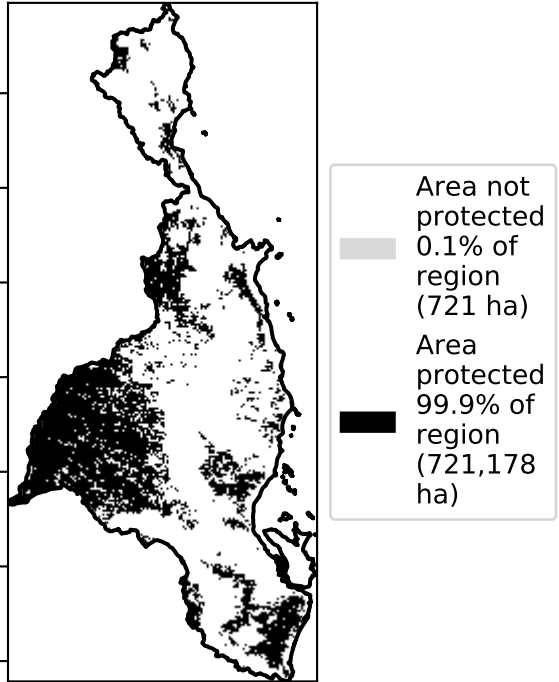 Area not
protected
0.1% of
region
(721 ha)
Area
protected
99.9% of
region
(721,178
ha)